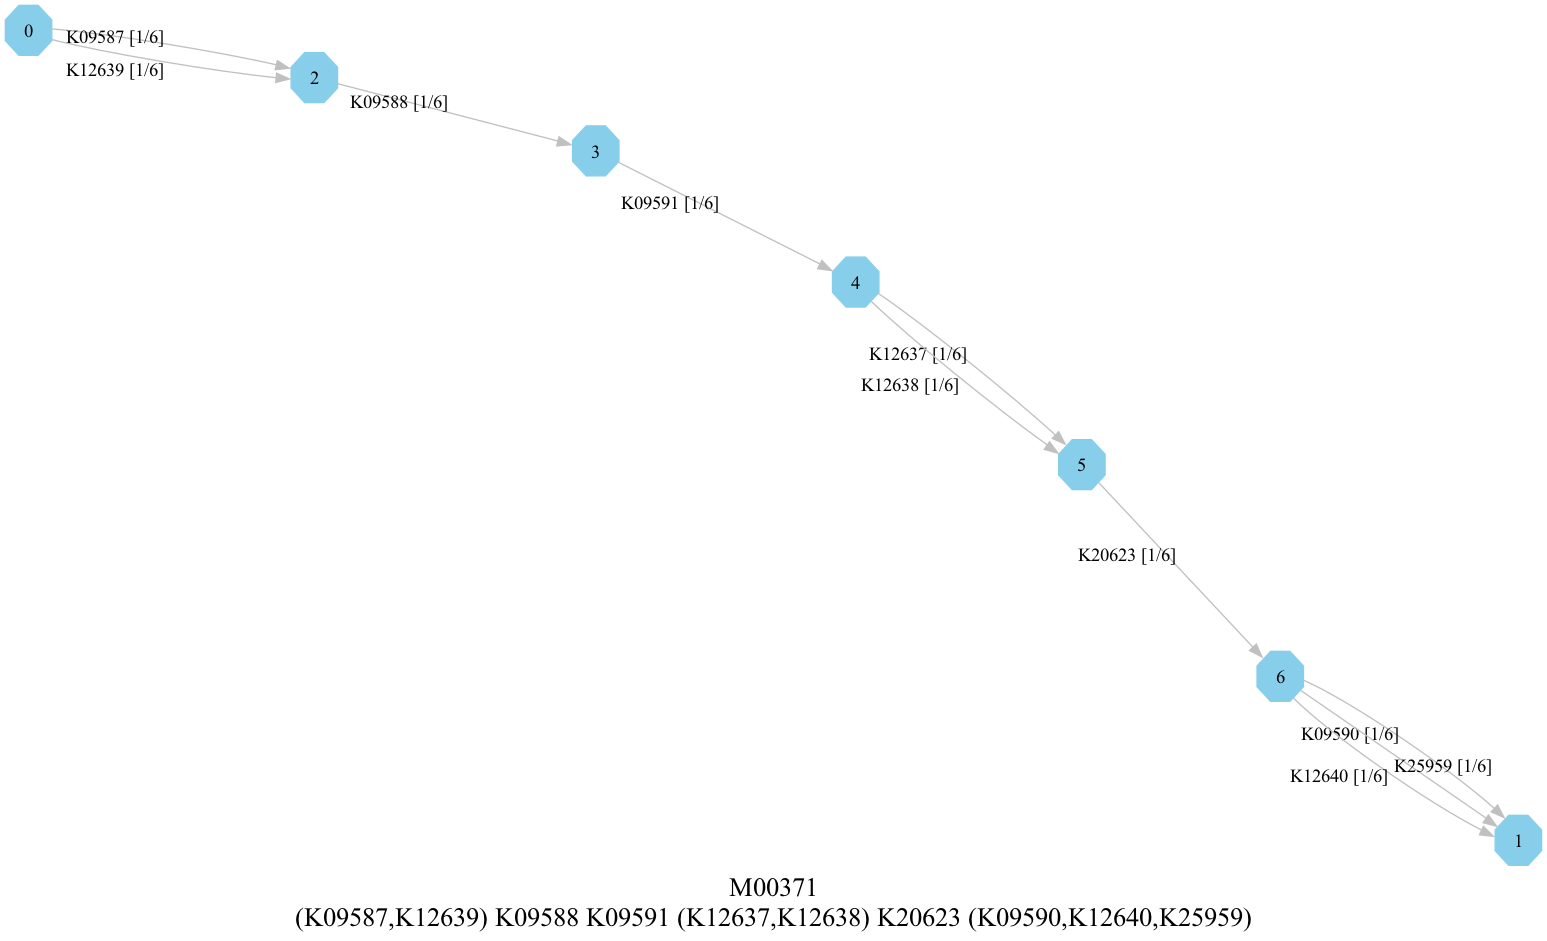 0
K09587 [1/6]
K12639 [1/6]
2
K09588 [1/6]
3
K09591 [1/6]
4
K12637 [1/6]
K12638 [1/6]
5
K20623 [1/6]
6
K09590 [1/6]
K25959 [1/6]
K12640 [1/6]
1
M00371
(K09587,K12639) K09588 K09591 (K12637,K12638) K20623 (K09590,K12640,K25959)